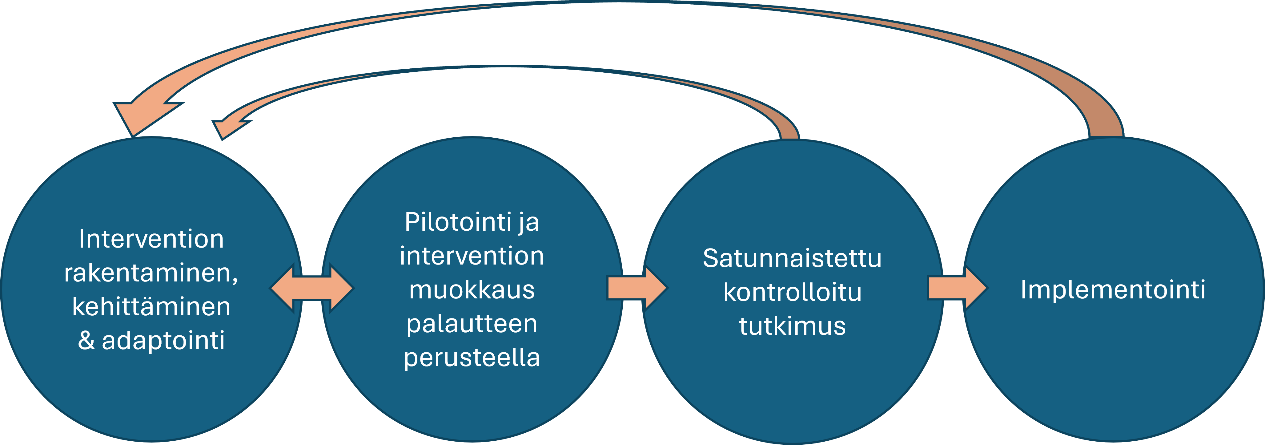 Intervention
rakentaminen,
kehittäminen
& adaptointi
Pilotointi ja
intervention
muokkaus
palautteen
perusteella
Satunnaistettu
kontrolloitu
tutkimus
Implementointi